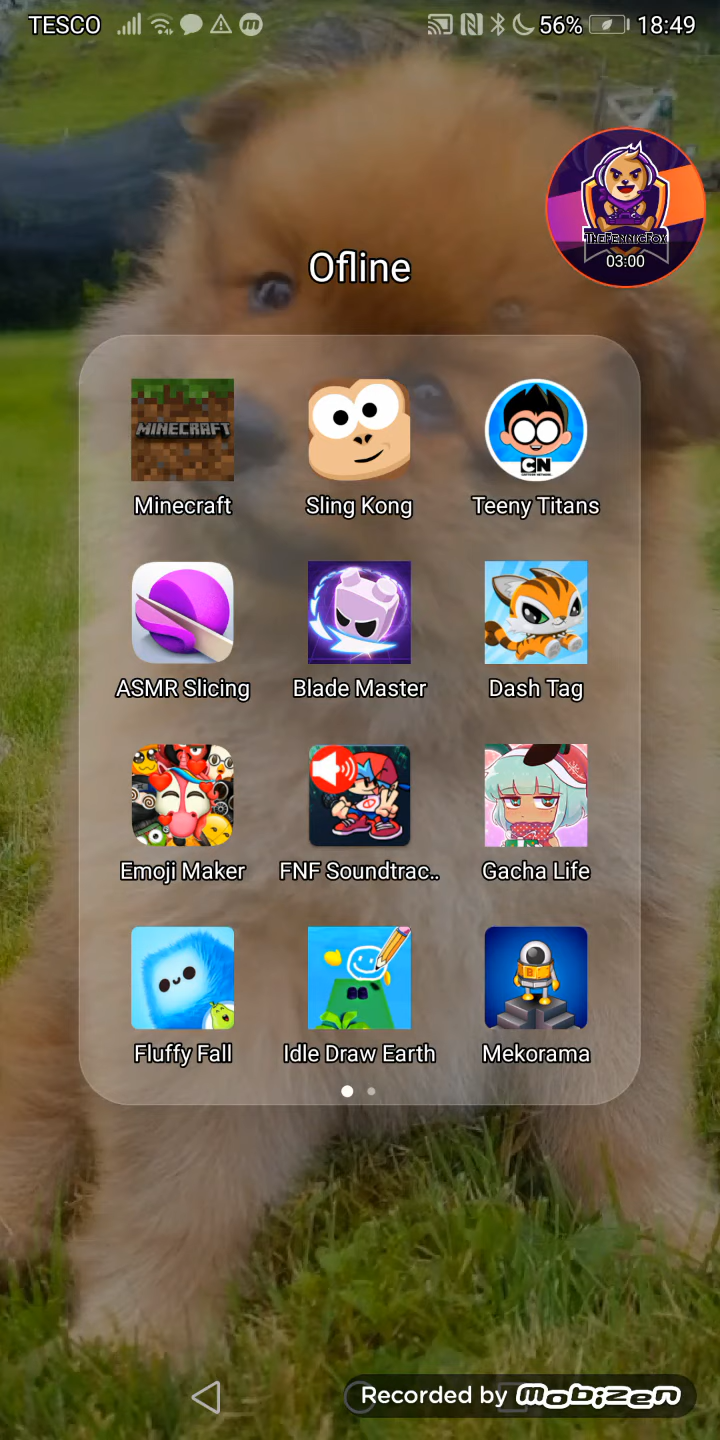 TESCO 56% 18:49
THEFENNICFOX
03:00
Ofline
MINECRAFT
CN
Minecraft Sling Kong Teeny Titans
ASMR Slicing Blade Master Dash Tag
Emoji Maker FNF Soundtrac.. Gacha Life
B
Fluffy Fall Idle Draw Earth Mekorama
Recorded by mobizen